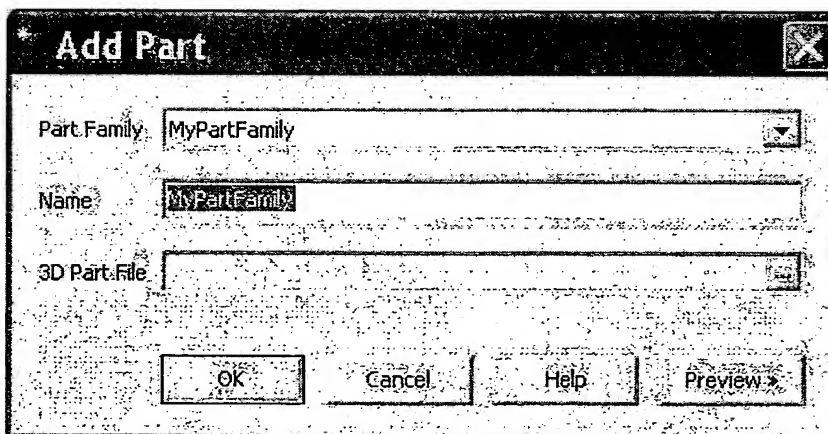 Add Part
Part Family MyPartFamily
Name MyPartFamily
3D Part File ...
OK Cancel Help Preview »